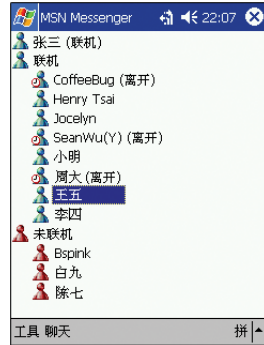 MSN Messenger 22:07
张三 (联机)
联机
CoffeeBug (离开)
Henry Tsai
Jocelyn
SeanWu(Y) (离开)
小明
周大 (离开)
王五
李四
未联机
Bspink
白九
陈七
工具 聊天 拼